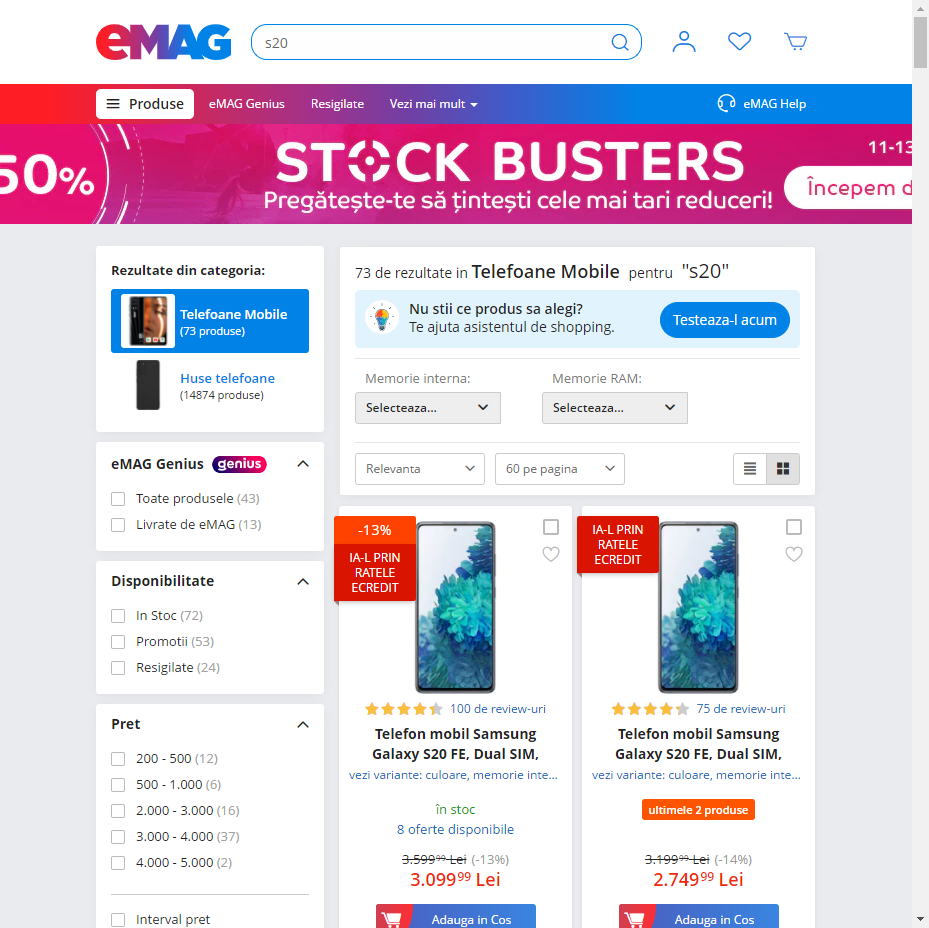 eMAG
s20
Produse
eMAG Genius
Resigilate
Vezi mai mult
eMAG Help
50%
STOCK BUSTERS
Pregătește-te să țintești cele mai tari reduceri!
11-13
Începem d
Rezultate din categoria:
Telefoane Mobile
(73 produse)
Huse telefoane
(14874 produse)
eMAG Genius genius
Toate produsele (43)
Livrate de eMAG (13)
Disponibilitate
In Stoc (72)
Promotii (53)
Resigilate (24)
Pret
200 - 500 (12)
500 - 1.000 (6)
2.000 - 3.000 (16)
3.000 - 4.000 (37)
4.000 - 5.000 (2)
Interval pret
73 de rezultate in Telefoane Mobile pentru "s20"
Nu stii ce produs sa alegi?
Te ajuta asistentul de shopping.
Testeaza-l acum
Memorie interna:
Selecteaza...
Memorie RAM:
Selecteaza...
Relevanta
60 pe pagina
-13%
IA-L PRIN
RATELE
ECREDIT
100 de review-uri
Telefon mobil Samsung
Galaxy S20 FE, Dual SIM,
vezi variante: culoare, memorie inte...
în stoc
8 oferte disponibile
3.599⁹⁹ Lei (-13%)
3.099⁹⁹ Lei
Adauga in Cos
IA-L PRIN
RATELE
ECREDIT
75 de review-uri
Telefon mobil Samsung
Galaxy S20 FE, Dual SIM,
vezi variante: culoare, memorie inte...
ultimele 2 produse
3.199⁹⁹ Lei (-14%)
2.749⁹⁹ Lei
Adauga in Cos